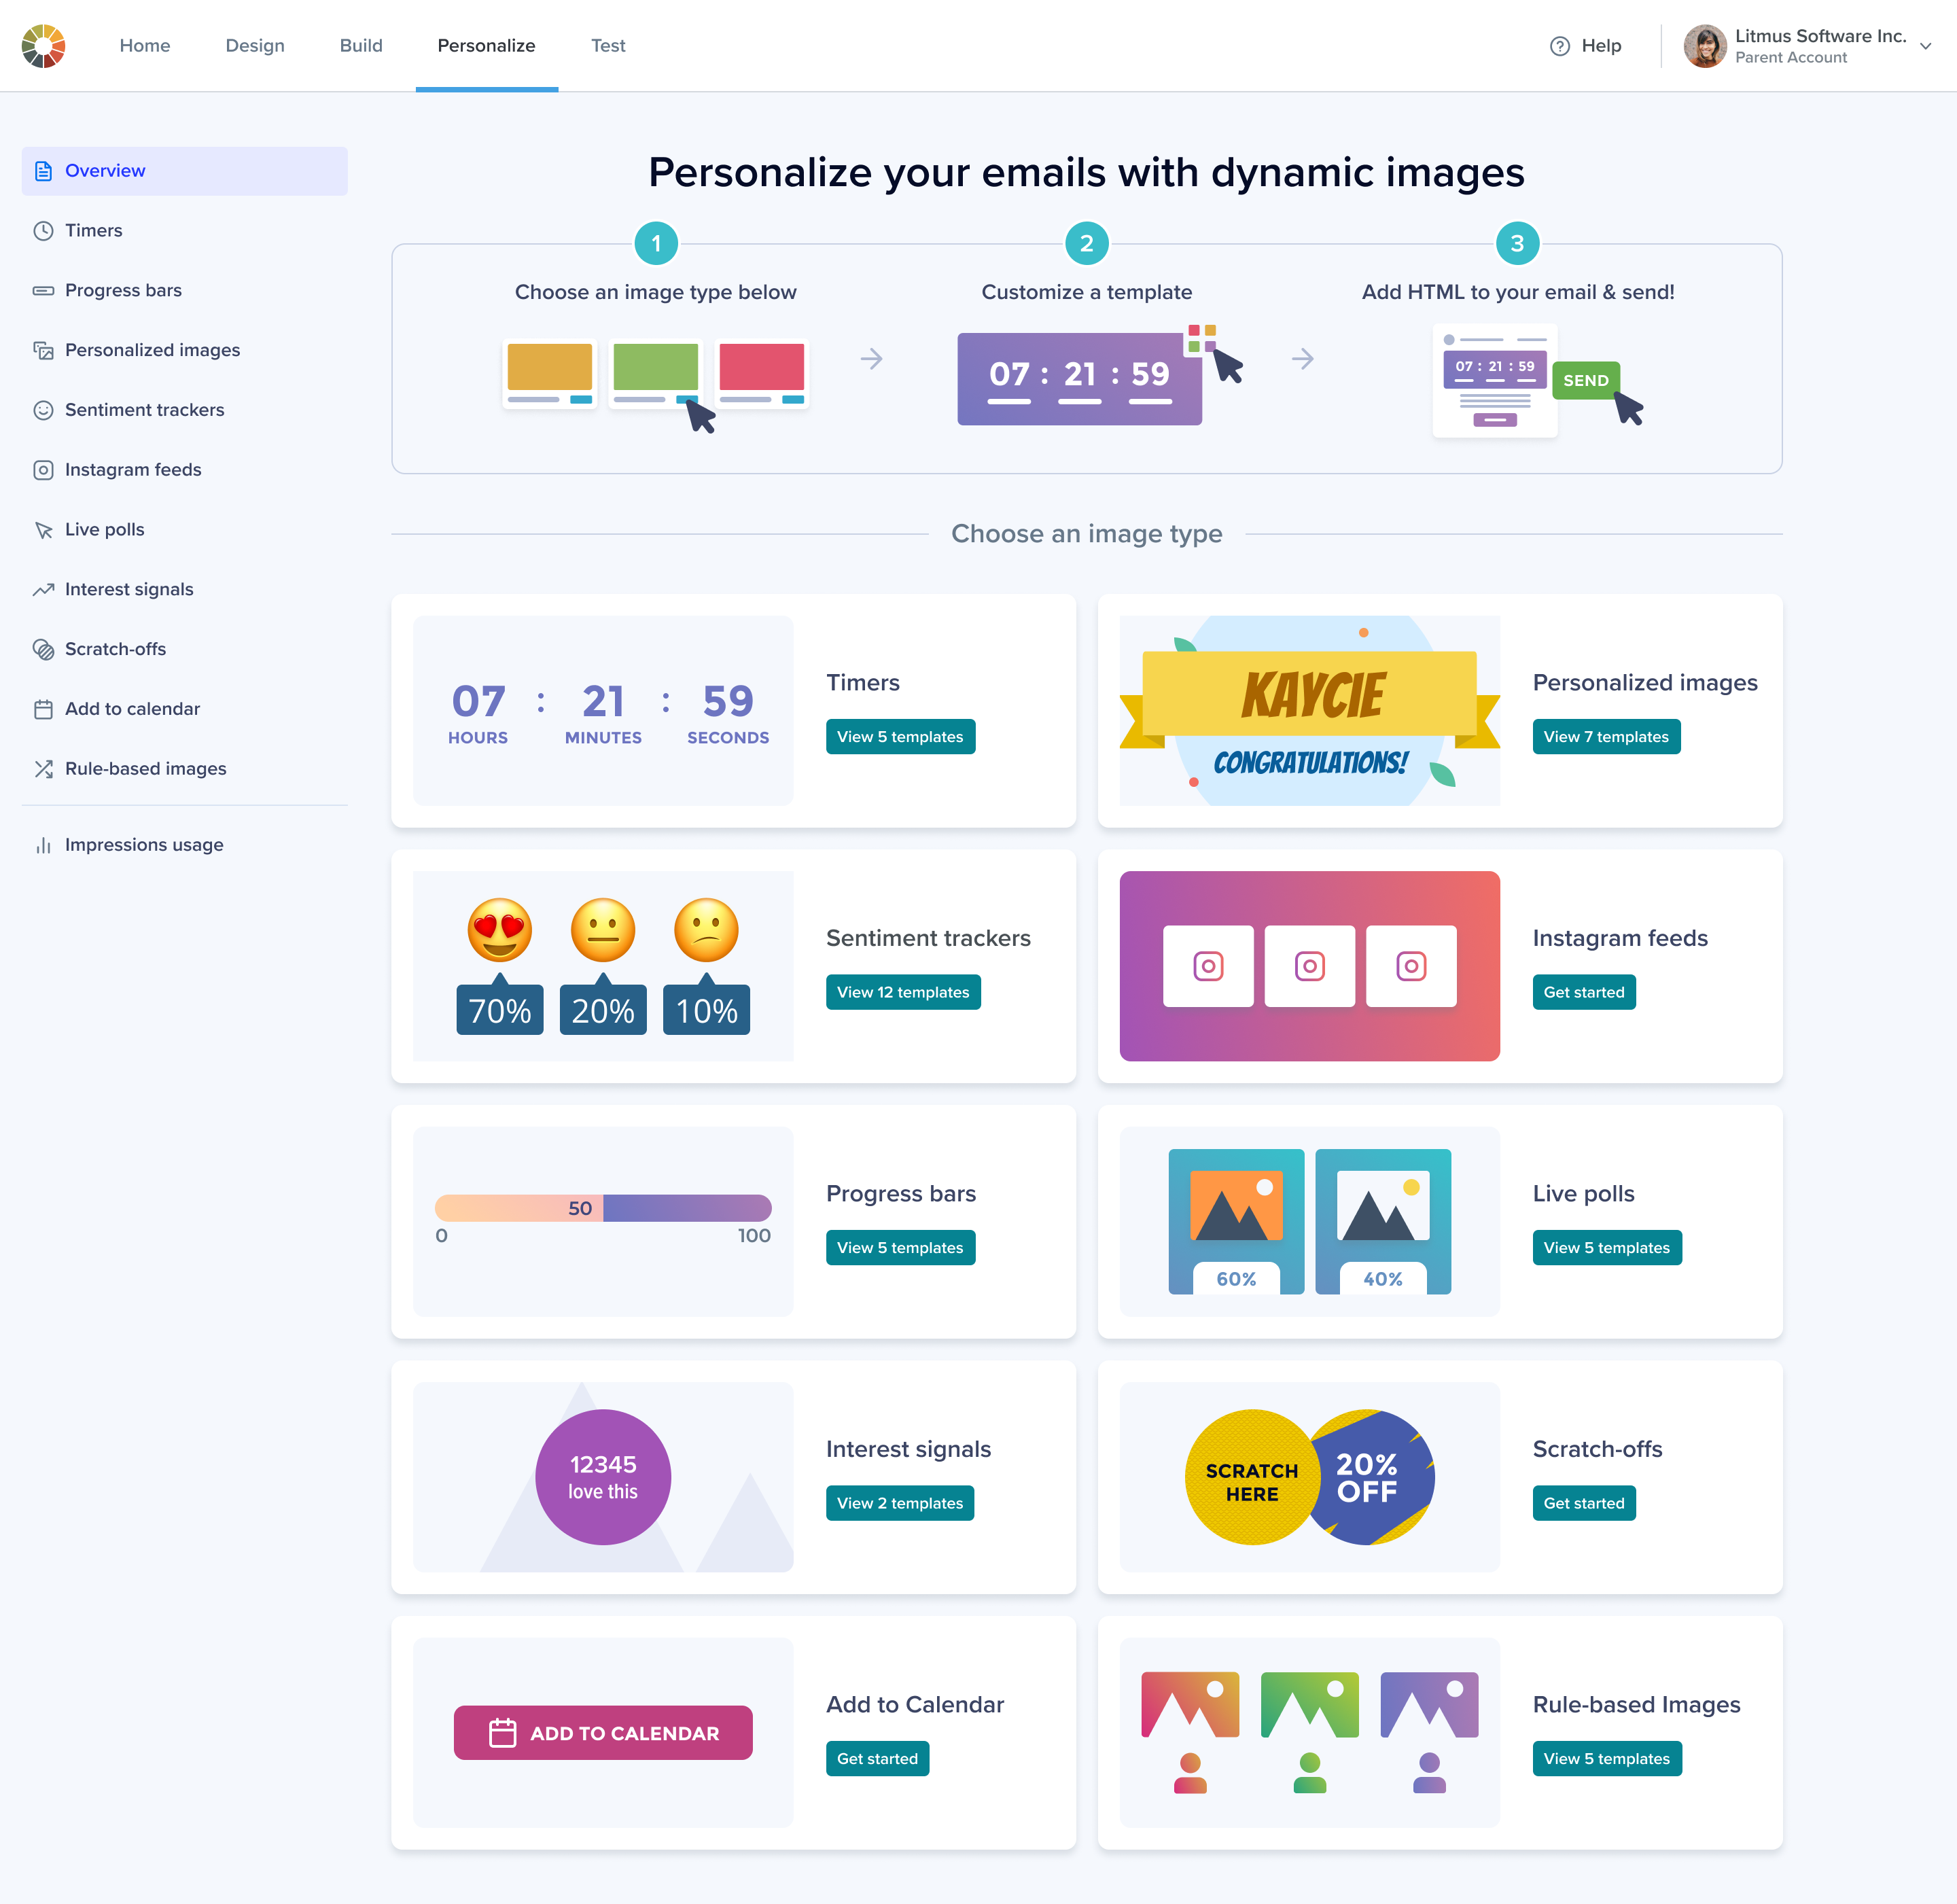 Home
Design
Build
Personalize
Test
Help
Litmus Software Inc.
Parent Account
Overview
Timers
Progress bars
Personalized images
Sentiment trackers
Instagram feeds
Live polls
Interest signals
Scratch-offs
Add to calendar
Rule-based images
Impressions usage
Personalize your emails with dynamic images
1
Choose an image type below
2
Customize a template
07 : 21 : 59
3
Add HTML to your email & send!
07 : 21 : 59
SEND
Choose an image type
07 : 21 : 59
HOURS MINUTES SECONDS
Timers
View 5 templates
KAYCIE
CONGRATULATIONS!
Personalized images
View 7 templates
70% 20% 10%
Sentiment trackers
View 12 templates
Instagram feeds
Get started
50
0 100
Progress bars
View 5 templates
60% 40%
Live polls
View 5 templates
12345
love this
Interest signals
View 2 templates
SCRATCH
HERE
20%
OFF
Scratch-offs
Get started
ADD TO CALENDAR
Add to Calendar
Get started
Rule-based Images
View 5 templates